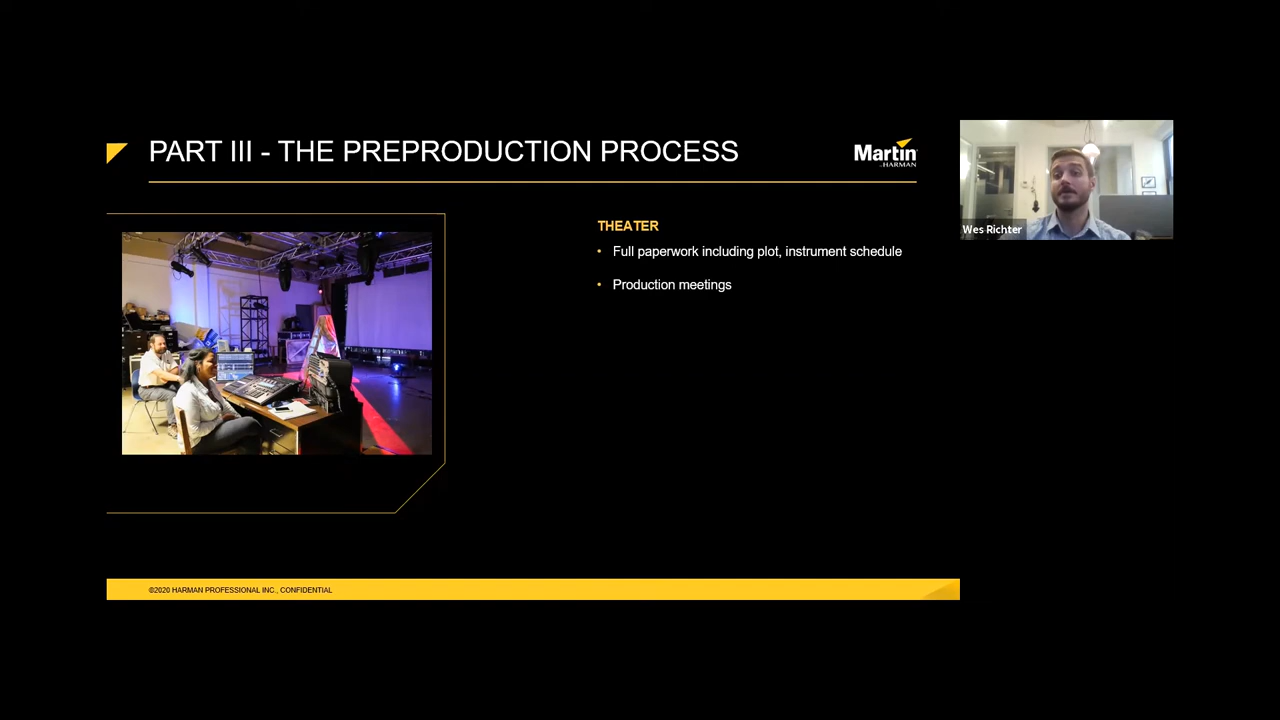 PART III - THE PREPRODUCTION PROCESS
Martin
by HARMAN
Wes Richter
THEATER
• Full paperwork including plot, instrument schedule
• Production meetings
©2020 HARMAN PROFESSIONAL INC., CONFIDENTIAL